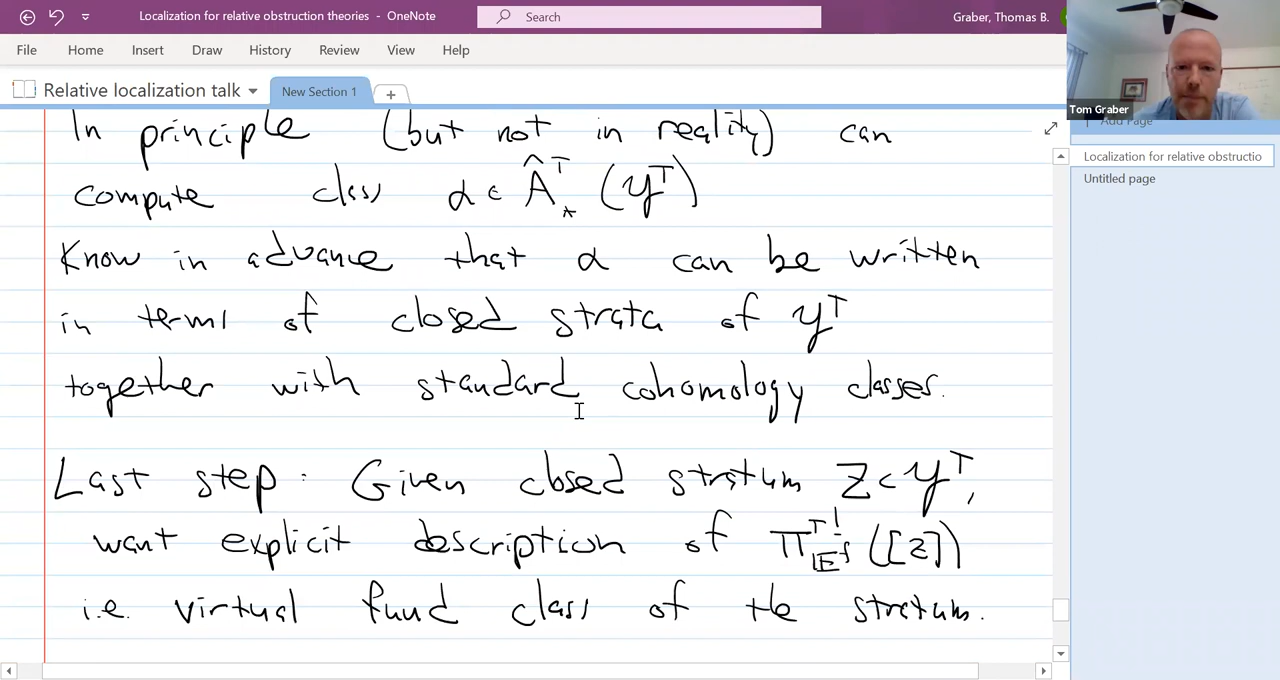 Localization for relative obstruction theories - OneNote
Search
Graber, Thomas B.
File Home Insert Draw History Review View Help
Relative localization talk
New Section 1
Tom Graber
Add Page
Localization for relative obstructio
Untitled page
In principle (but not in reality) can
compute class α ∈ Â_*^T (Y^T)
Know in advance that α can be written
in terms of closed strata of Y^T
together with standard cohomology classes.
Last step : Given closed stratum Z ⊂ Y^T,
want explicit description of π^{T!}_{E^f} ([Z])
i.e. virtual fund class of the stratum.